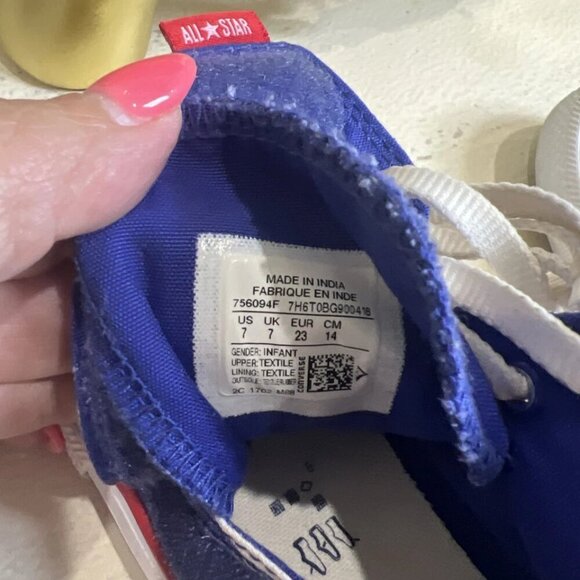 ALL★STAR
MADE IN INDIA
FABRIQUE EN INDE
756094F 7H6T0BG90041B
US UK EUR CM
7 7 23 14
GENDER: INFANT
UPPER: TEXTILE
LINING: TEXTILE
CONVERSE